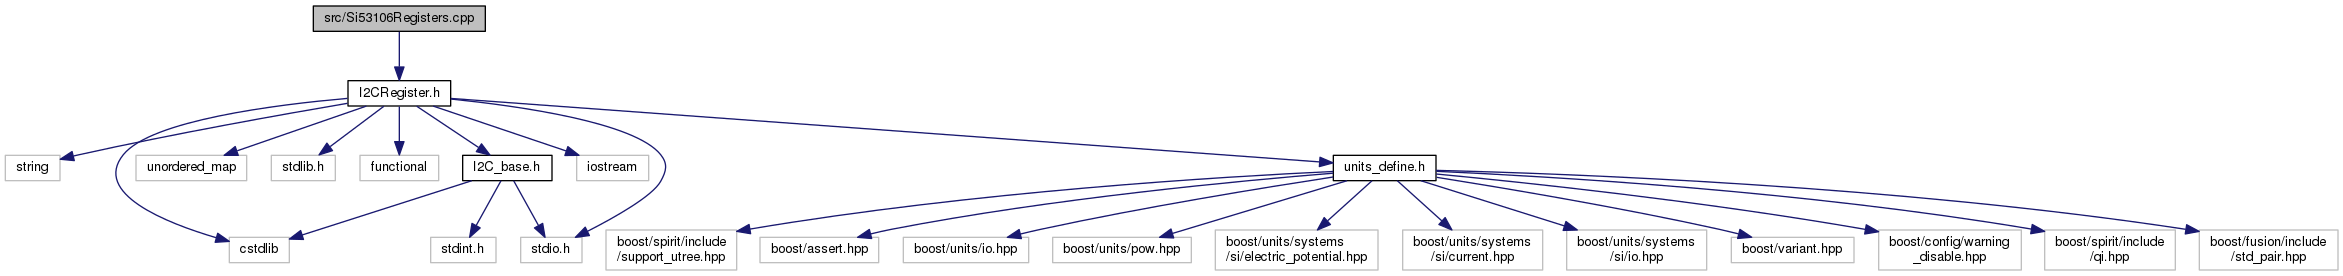 src/Si53106Registers.cpp
I2CRegister.h
string
unordered_map
stdlib.h
functional
I2C_base.h
iostream
units_define.h
cstdlib
stdint.h
stdio.h
boost/spirit/include
/support_utree.hpp
boost/assert.hpp
boost/units/io.hpp
boost/units/pow.hpp
boost/units/systems
/si/electric_potential.hpp
boost/units/systems
/si/current.hpp
boost/units/systems
/si/io.hpp
boost/variant.hpp
boost/config/warning
_disable.hpp
boost/spirit/include
/qi.hpp
boost/fusion/include
/std_pair.hpp